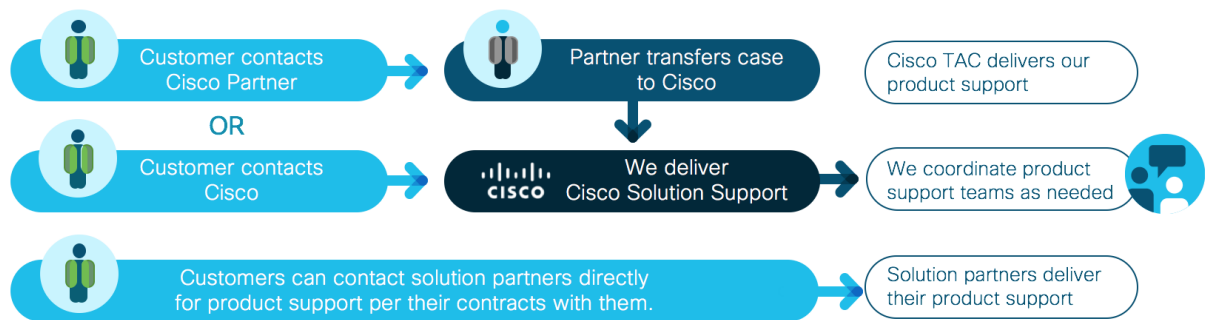 Customer contacts
Cisco Partner
Partner transfers case
to Cisco
Cisco TAC delivers our
product support
OR
Customer contacts
Cisco
CISCO
We deliver
Cisco Solution Support
We coordinate product
support teams as needed
Customers can contact solution partners directly
for product support per their contracts with them.
Solution partners deliver
their product support